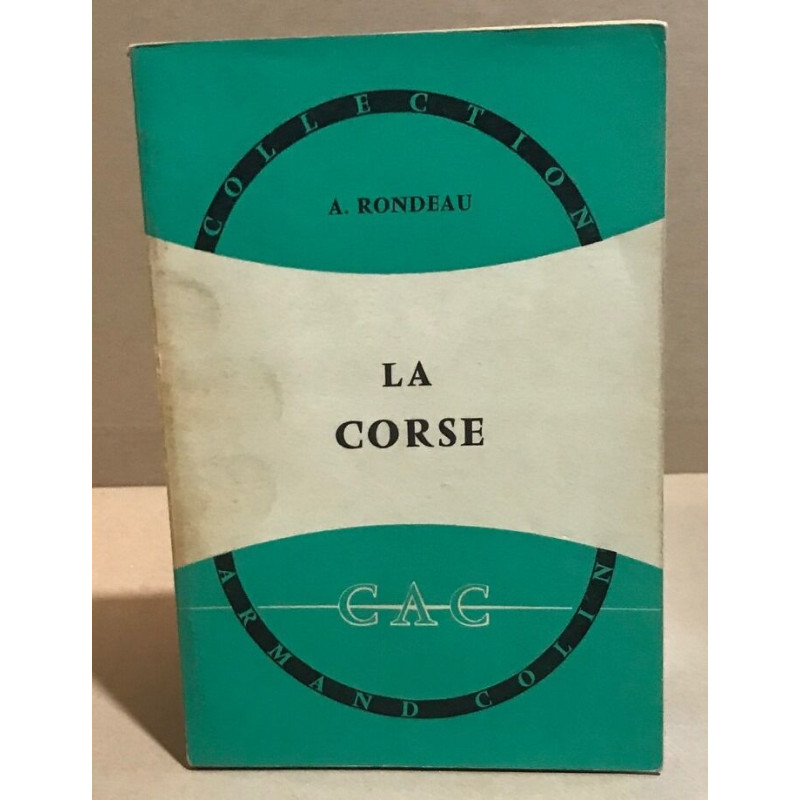 COLLECTION
A. RONDEAU
LA
CORSE
CAC
ARMAND COLIN